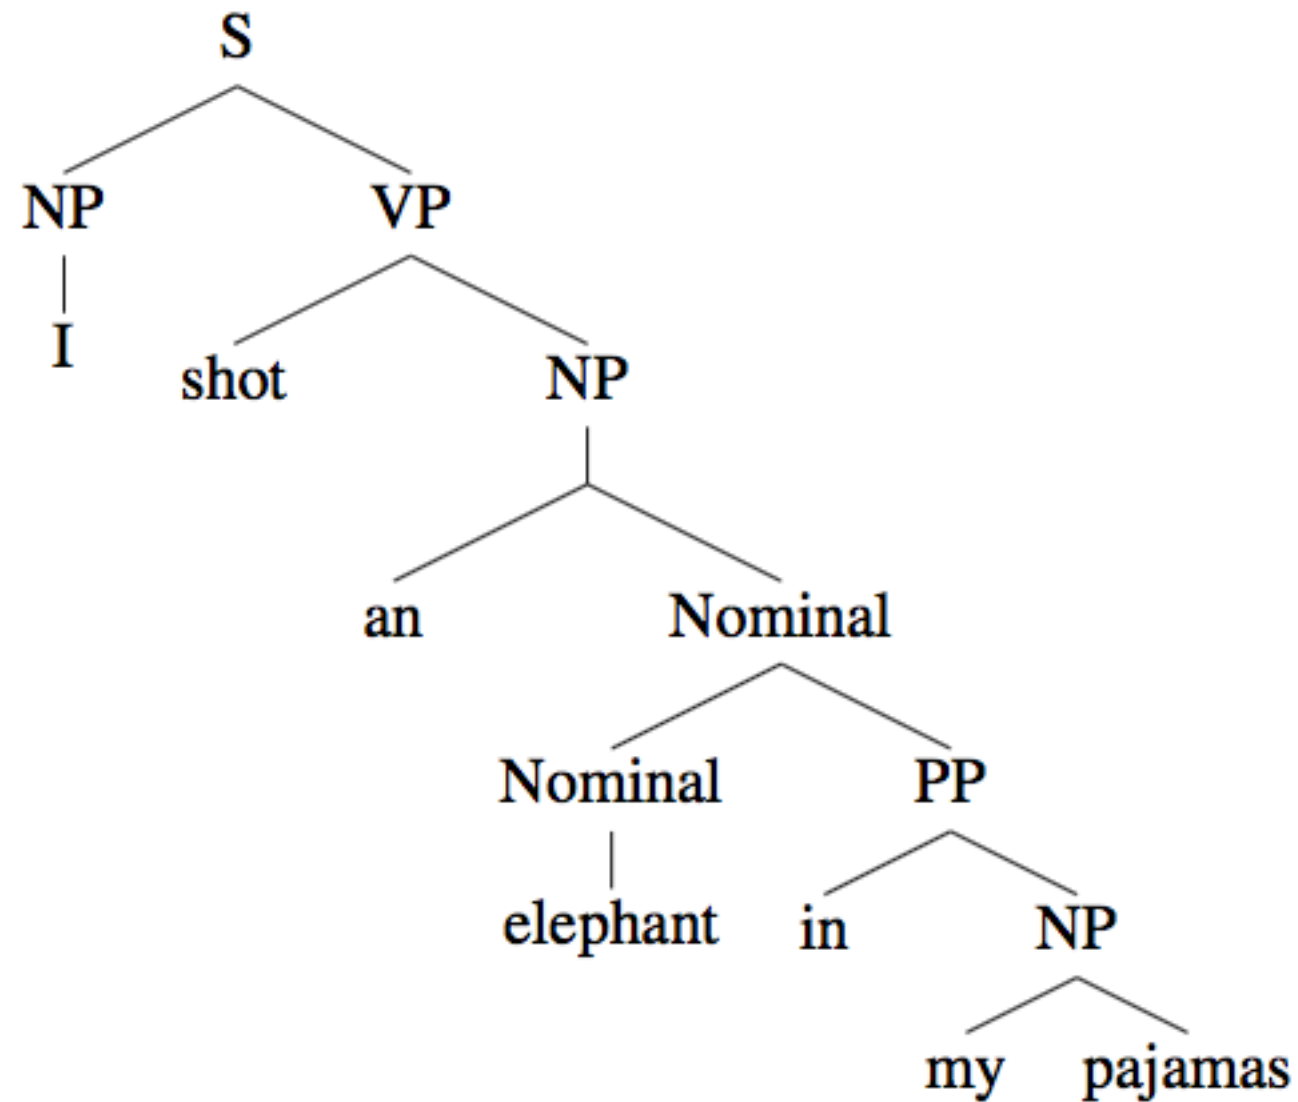 S
NP VP
I
shot NP
an Nominal
Nominal PP
elephant in NP
my pajamas